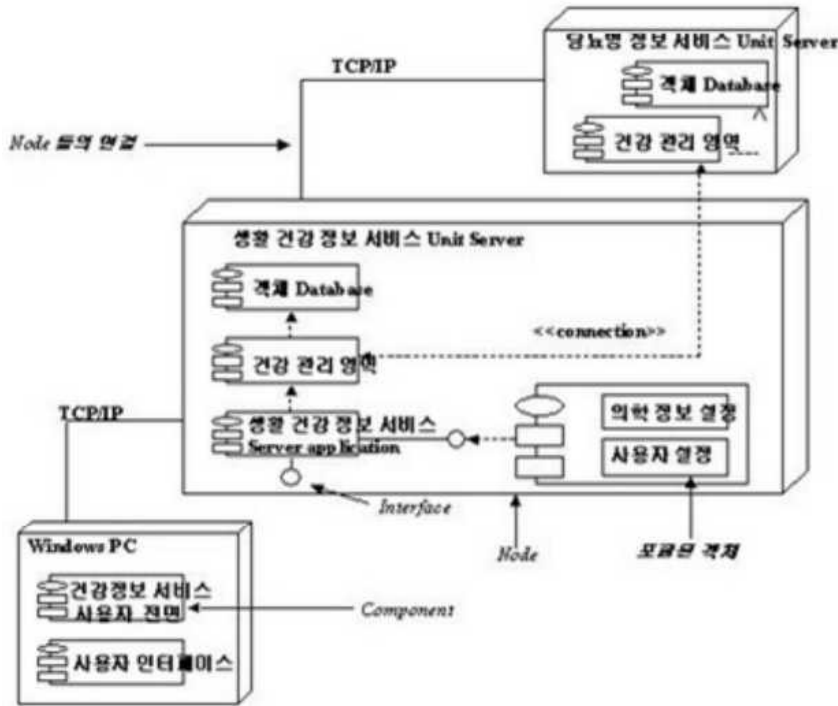 당뇨병 정보 서비스 Unit Server
TCP/IP
객체 Database
Node 들의 연결
건강 관리 영역
생활 건강 정보 서비스 Unit Server
객체 Database
<<connection>>
건강 관리 영역
의학 정보 설정
TCP/IP
생활 건강 정보 서비스
Server application
사용자 설정
Interface
Node
포함된 객체
Windows PC
건강정보 서비스
사용자 전면
Component
사용자 인터페이스